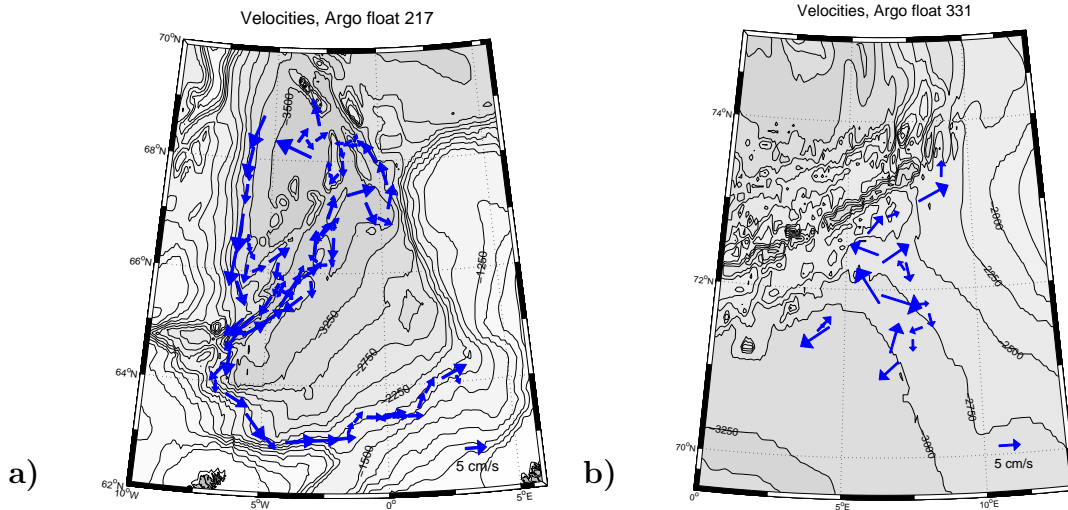 Velocities, Argo float 217
70°N
68°N
66°N
64°N
62°N
10°W
5°W
0°
5°E
−3500
−1250
−3250
−2750
−2250
−1500
5 cm/s
a)
Velocities, Argo float 331
74°N
72°N
70°N
0°
5°E
10°E
−2000
−2250
−2500
−2750
−3000
−3250
5 cm/s
b)